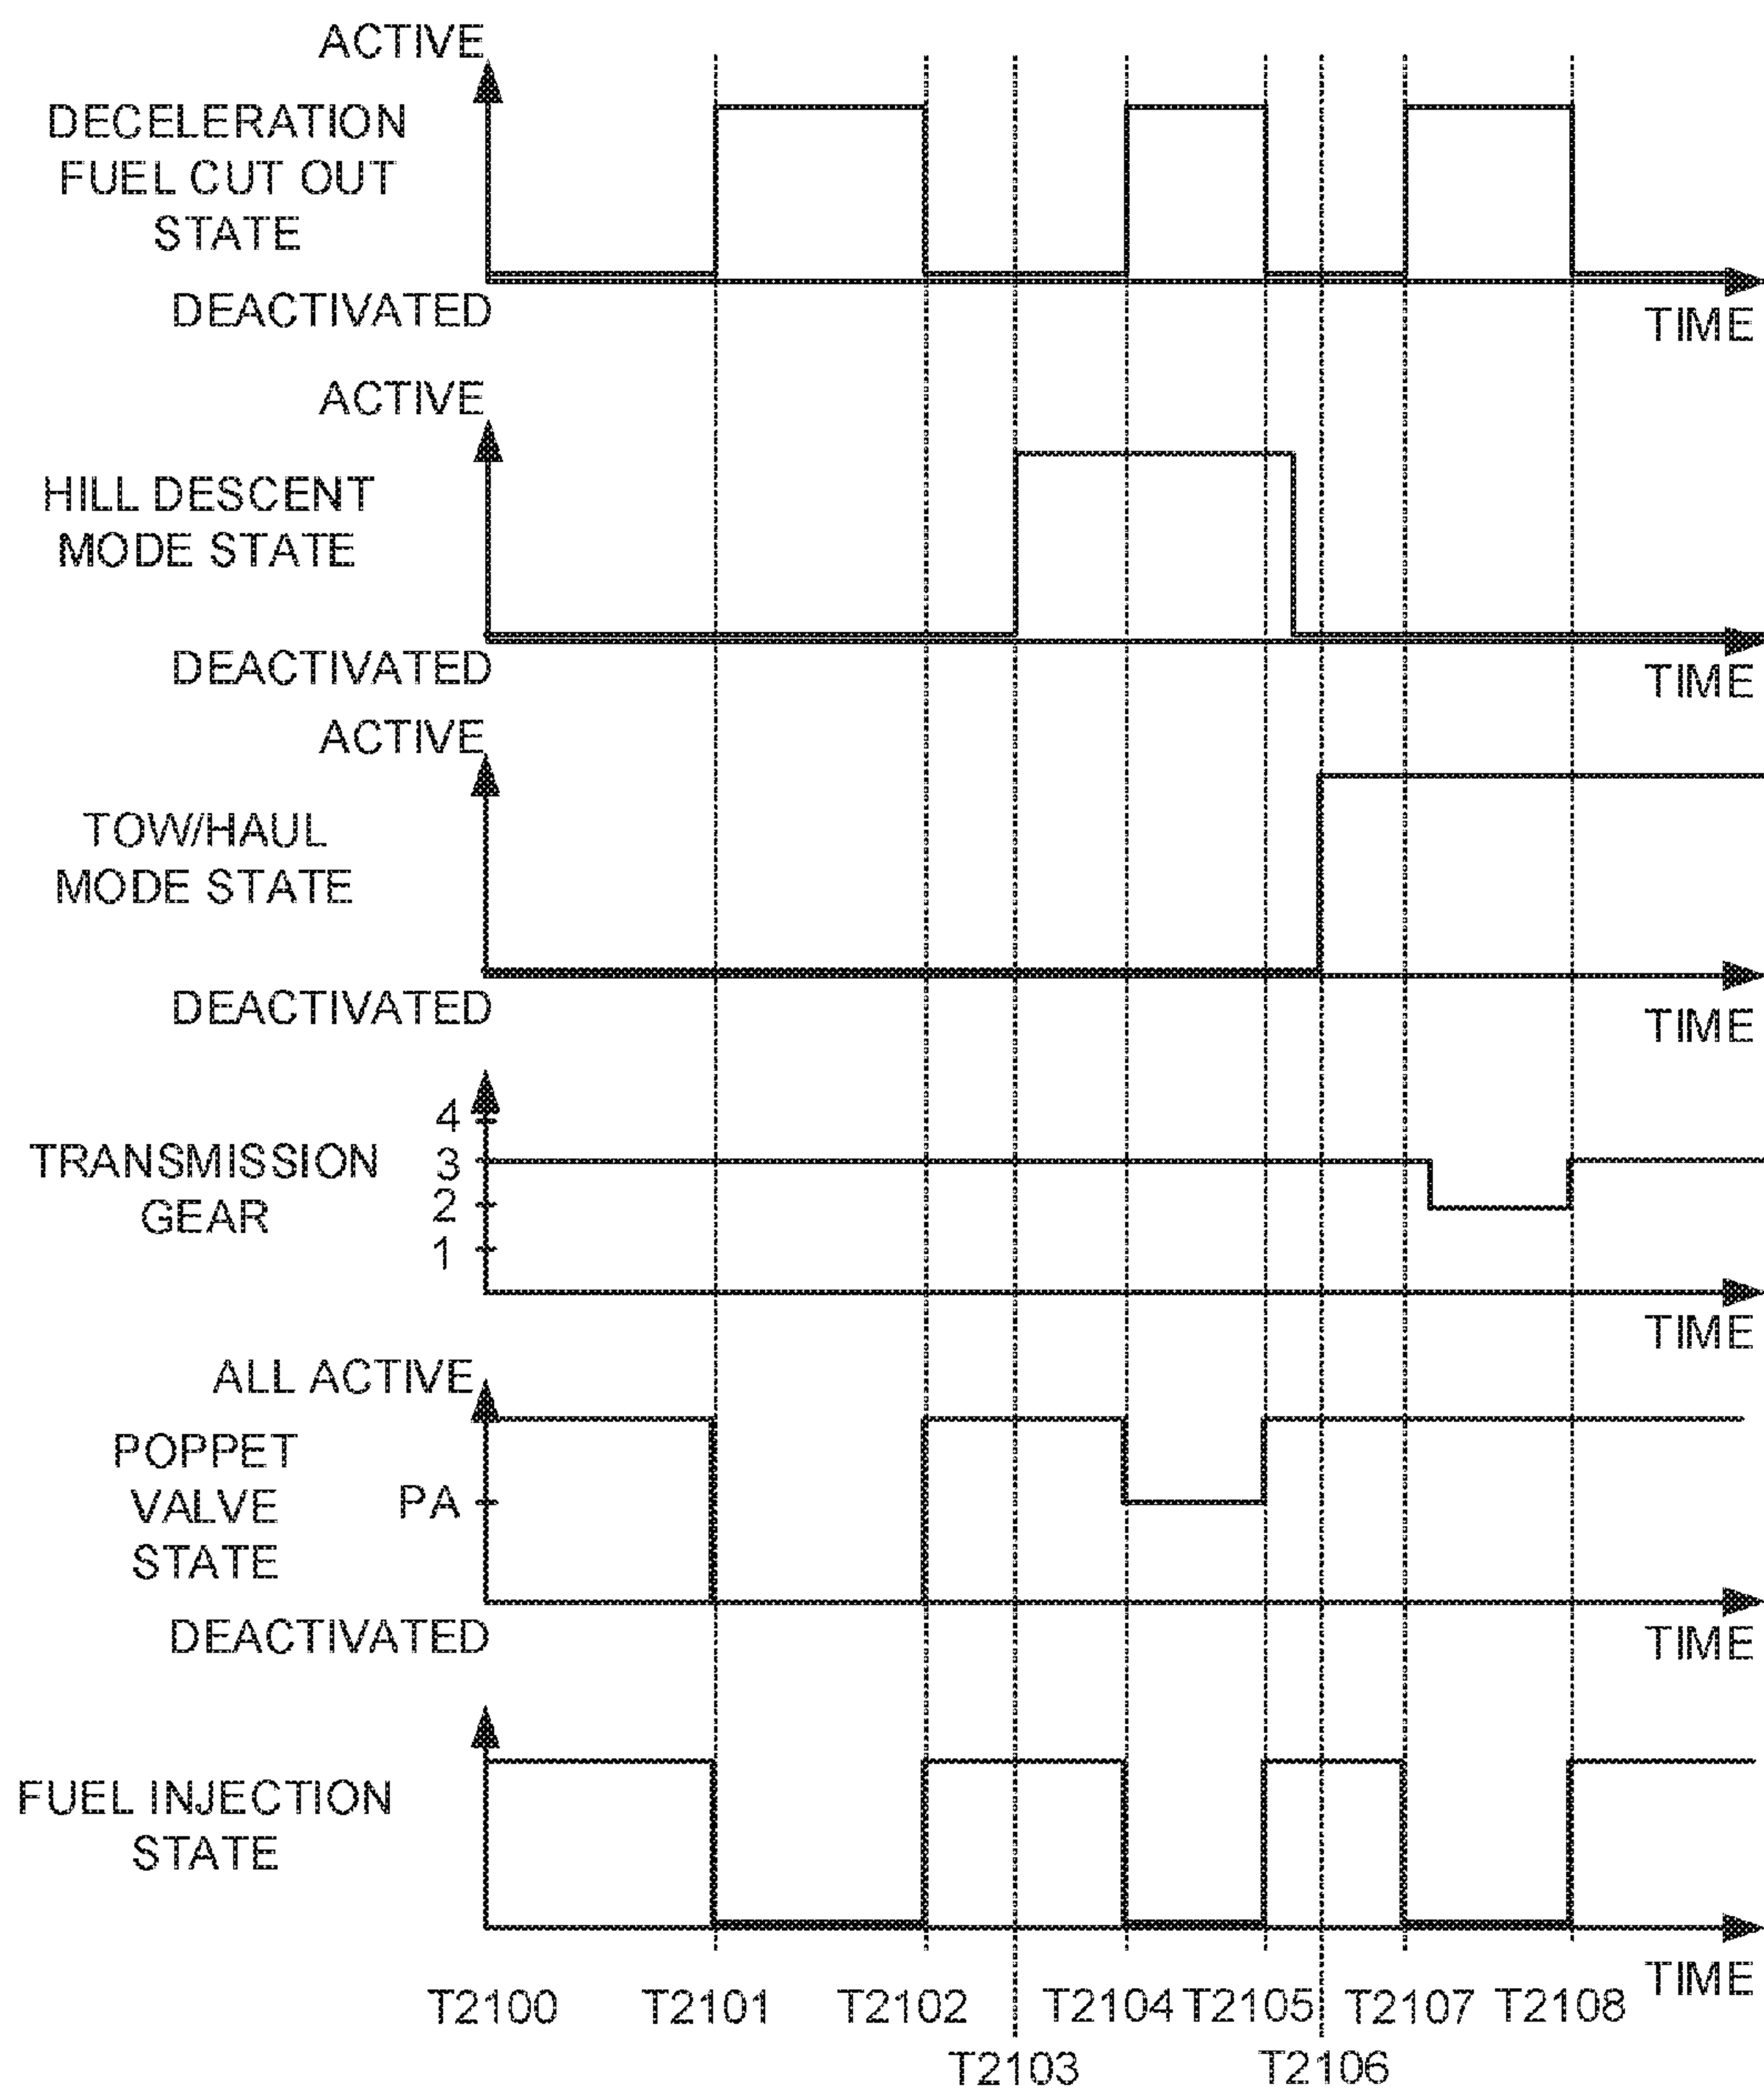 ACTIVE
DECELERATION
FUEL CUT OUT
STATE
DEACTIVATED
TIME
ACTIVE
HILL DESCENT
MODE STATE
DEACTIVATED
TIME
ACTIVE
TOW/HAUL
MODE STATE
DEACTIVATED
TIME
4
3
2
1
TRANSMISSION
GEAR
TIME
ALL ACTIVE
POPPET
VALVE
STATE
PA
DEACTIVATED
TIME
FUEL INJECTION
STATE
TIME
T2100 T2101 T2102 T2104 T2105 T2107 T2108
T2103 T2106